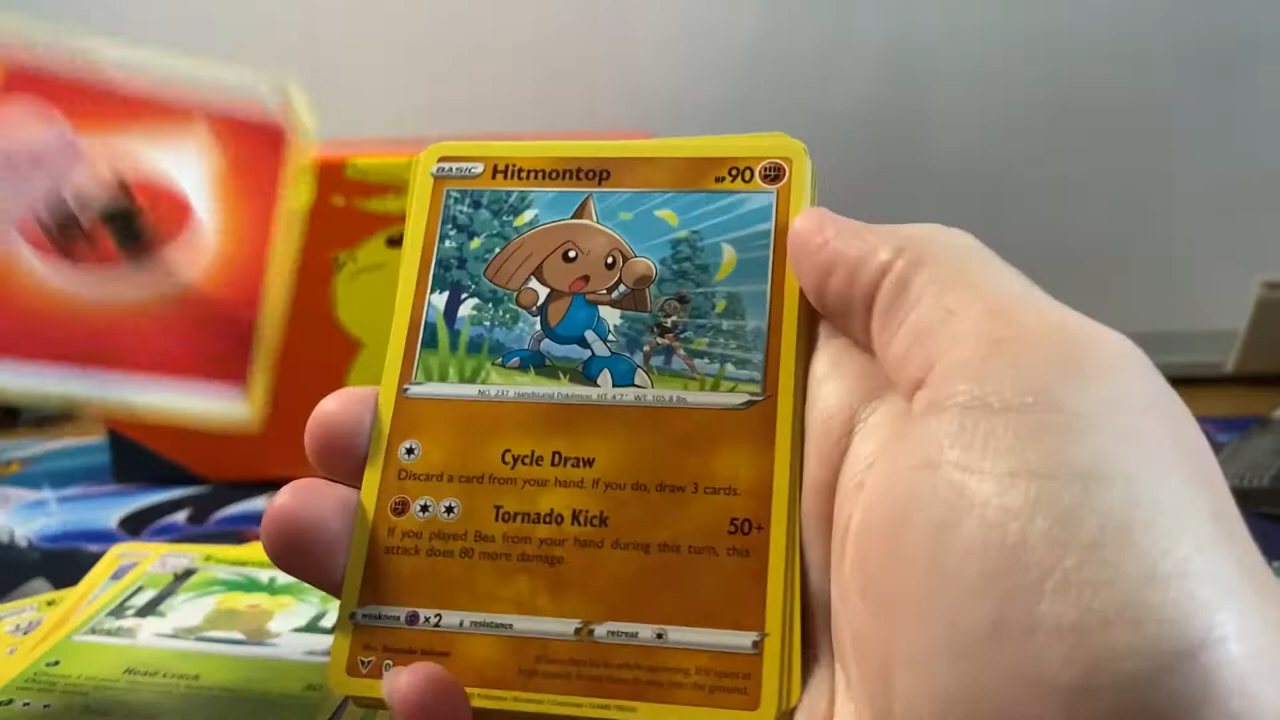 BASIC Hitmontop HP 90
NO. 237 Handstand Pokémon HT: 4'7" WT: 105.8 lbs.
Cycle Draw
Discard a card from your hand. If you do, draw 3 cards.
Tornado Kick 50+
If you played Bea from your hand during this turn, this
attack does 80 more damage.
weakness ×2 resistance retreat
Head